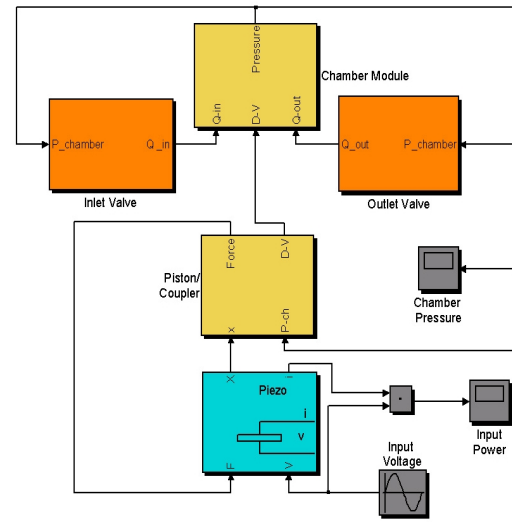 Pressure
Chamber Module
Q-in
D-V
Q-out
P_chamber
Q_in
Q_out
P_chamber
Inlet Valve
Outlet Valve
Force
D-V
Piston/
Coupler
x
P-ch
Chamber
Pressure
X
i
Piezo
i
v
F
V
Input
Voltage
Input
Power